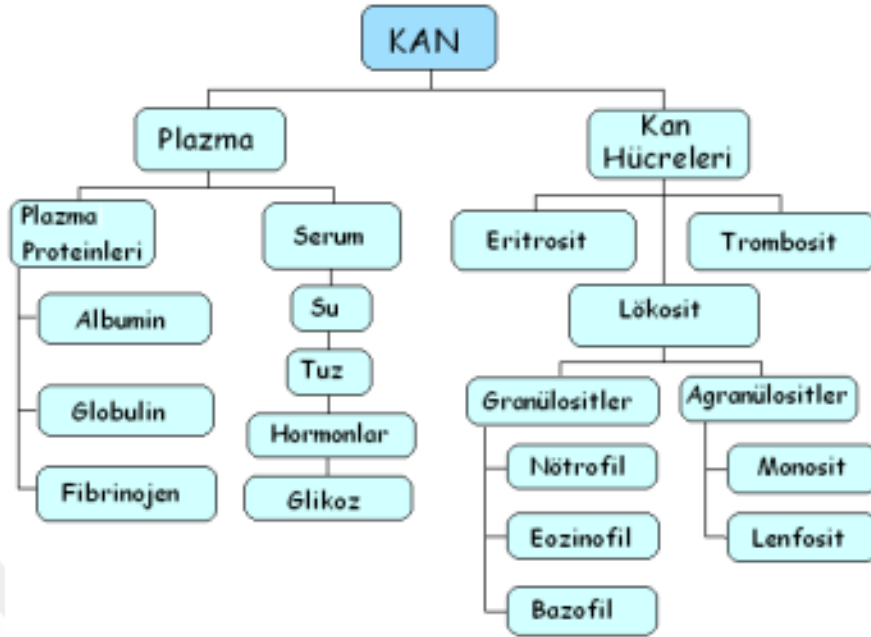 KAN
Plazma
Kan
Hücreleri
Plazma
Proteinleri
Serum
Eritrosit
Trombosit
Albumin
Su
Lökosit
Tuz
Globulin
Hormonlar
Granülositler
Agranülositler
Fibrinojen
Glikoz
Nötrofil
Monosit
Eozinofil
Lenfosit
Bazofil